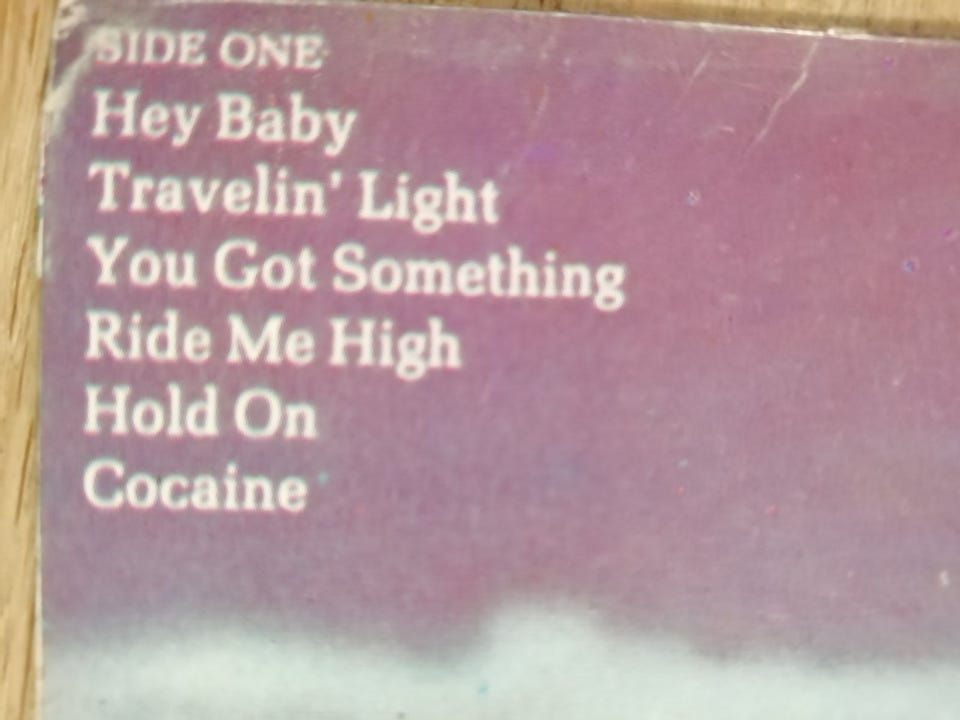 SIDE ONE
Hey Baby
Travelin' Light
You Got Something
Ride Me High
Hold On
Cocaine